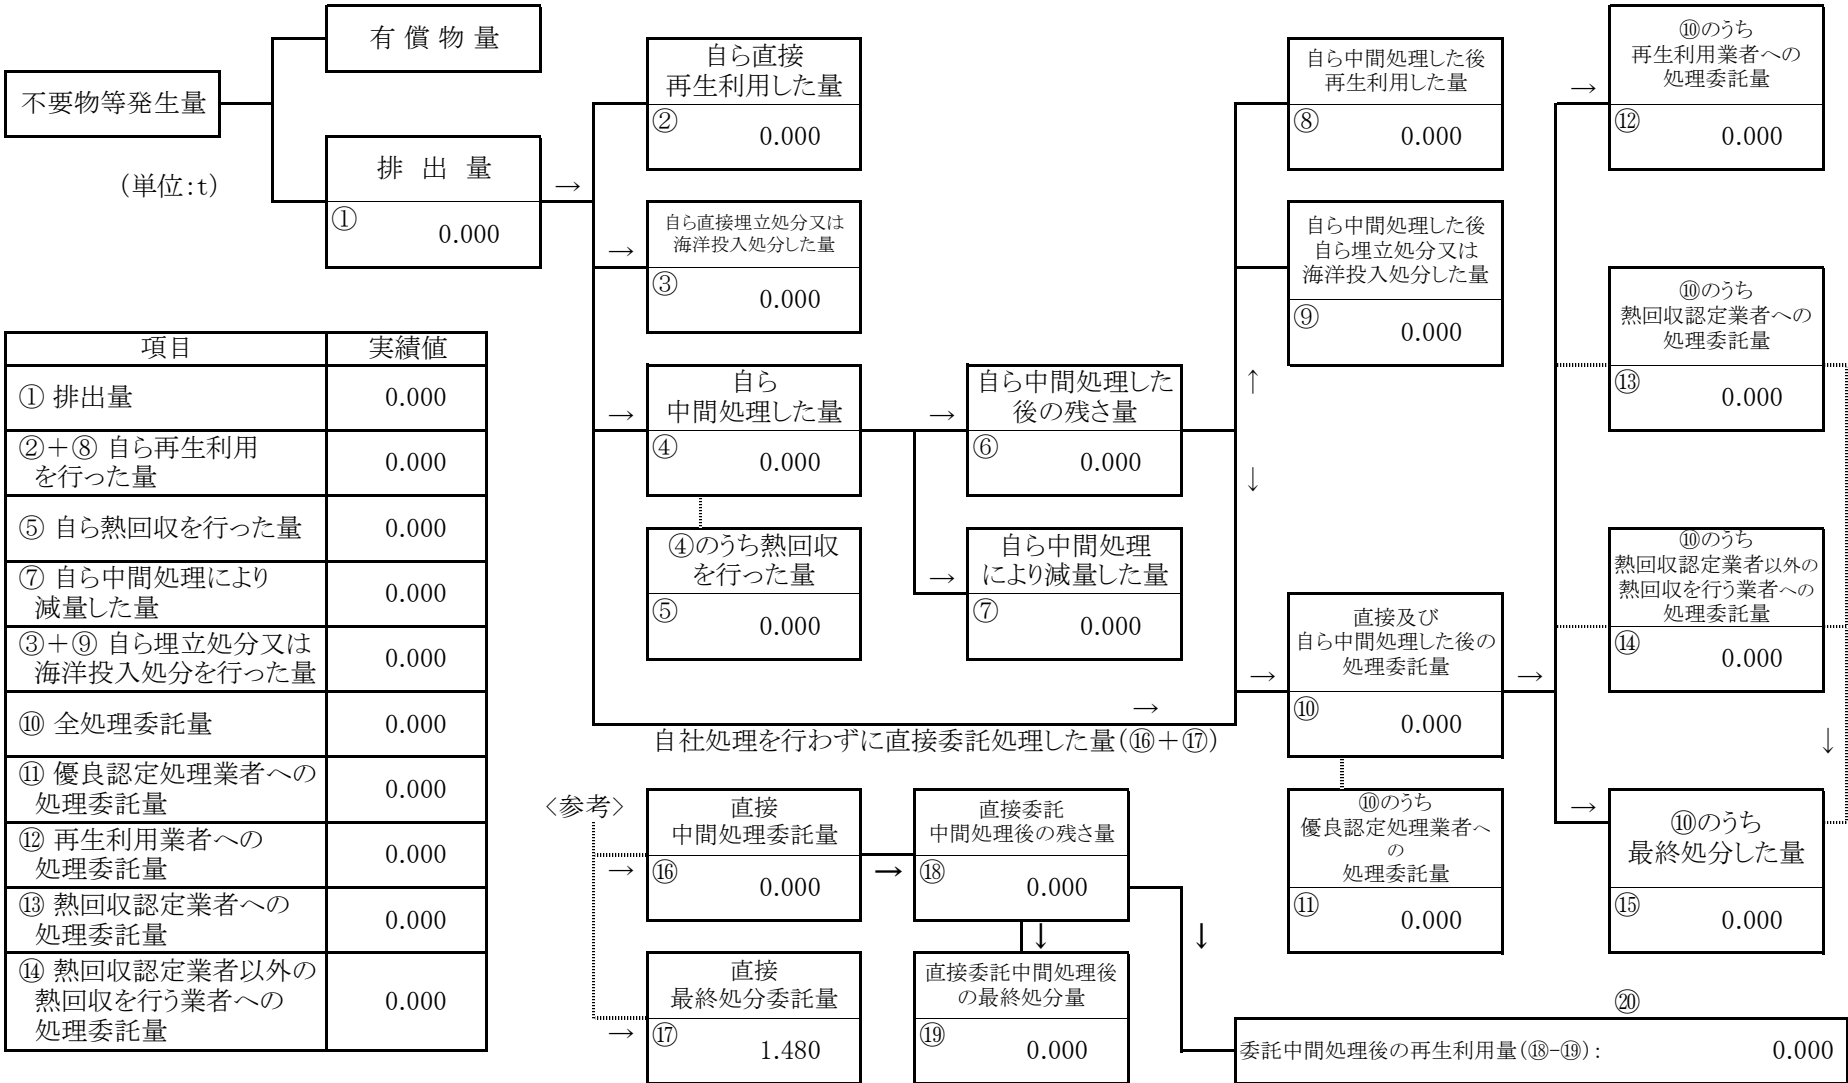 有 償 物 量
不要物等発生量
(単位:t)
排 出 量
①
0.000
→
自ら直接
再生利用した量
②
0.000
→
自ら直接埋立処分又は
海洋投入処分した量
③
0.000
→
自ら
中間処理した量
④
0.000
④のうち熱回収
を行った量
⑤
0.000
→
自ら中間処理した
後の残さ量
⑥
0.000
→
自ら中間処理
により減量した量
⑦
0.000
→
自社処理を行わずに直接委託処理した量(⑯+⑰)
自ら中間処理した後
再生利用した量
⑧
0.000
自ら中間処理した後
自ら埋立処分又は
海洋投入処分した量
⑨
0.000
↑
↓
→
直接及び
自ら中間処理した後の
処理委託量
⑩
0.000
⑩のうち
優良認定処理業者へ
の
処理委託量
⑪
0.000
→
→
⑩のうち
再生利用業者への
処理委託量
⑫
0.000
⑩のうち
熱回収認定業者への
処理委託量
⑬
0.000
⑩のうち
熱回収認定業者以外の
熱回収を行う業者への
処理委託量
⑭
0.000
↓
→
⑩のうち
最終処分した量
⑮
0.000
項目 実績値
① 排出量 0.000
②+⑧ 自ら再生利用
を行った量 0.000
⑤ 自ら熱回収を行った量 0.000
⑦ 自ら中間処理により
減量した量 0.000
③+⑨ 自ら埋立処分又は
海洋投入処分を行った量 0.000
⑩ 全処理委託量 0.000
⑪ 優良認定処理業者への
処理委託量 0.000
⑫ 再生利用業者への
処理委託量 0.000
⑬ 熱回収認定業者への
処理委託量 0.000
⑭ 熱回収認定業者以外の
熱回収を行う業者への
処理委託量 0.000
〈参考〉
→
直接
中間処理委託量
⑯
0.000
→
直接委託
中間処理後の残さ量
⑱
0.000
↓
↓
→
直接
最終処分委託量
⑰
1.480
直接委託中間処理後
の最終処分量
⑲
0.000
⑳
委託中間処理後の再生利用量(⑱-⑲): 0.000